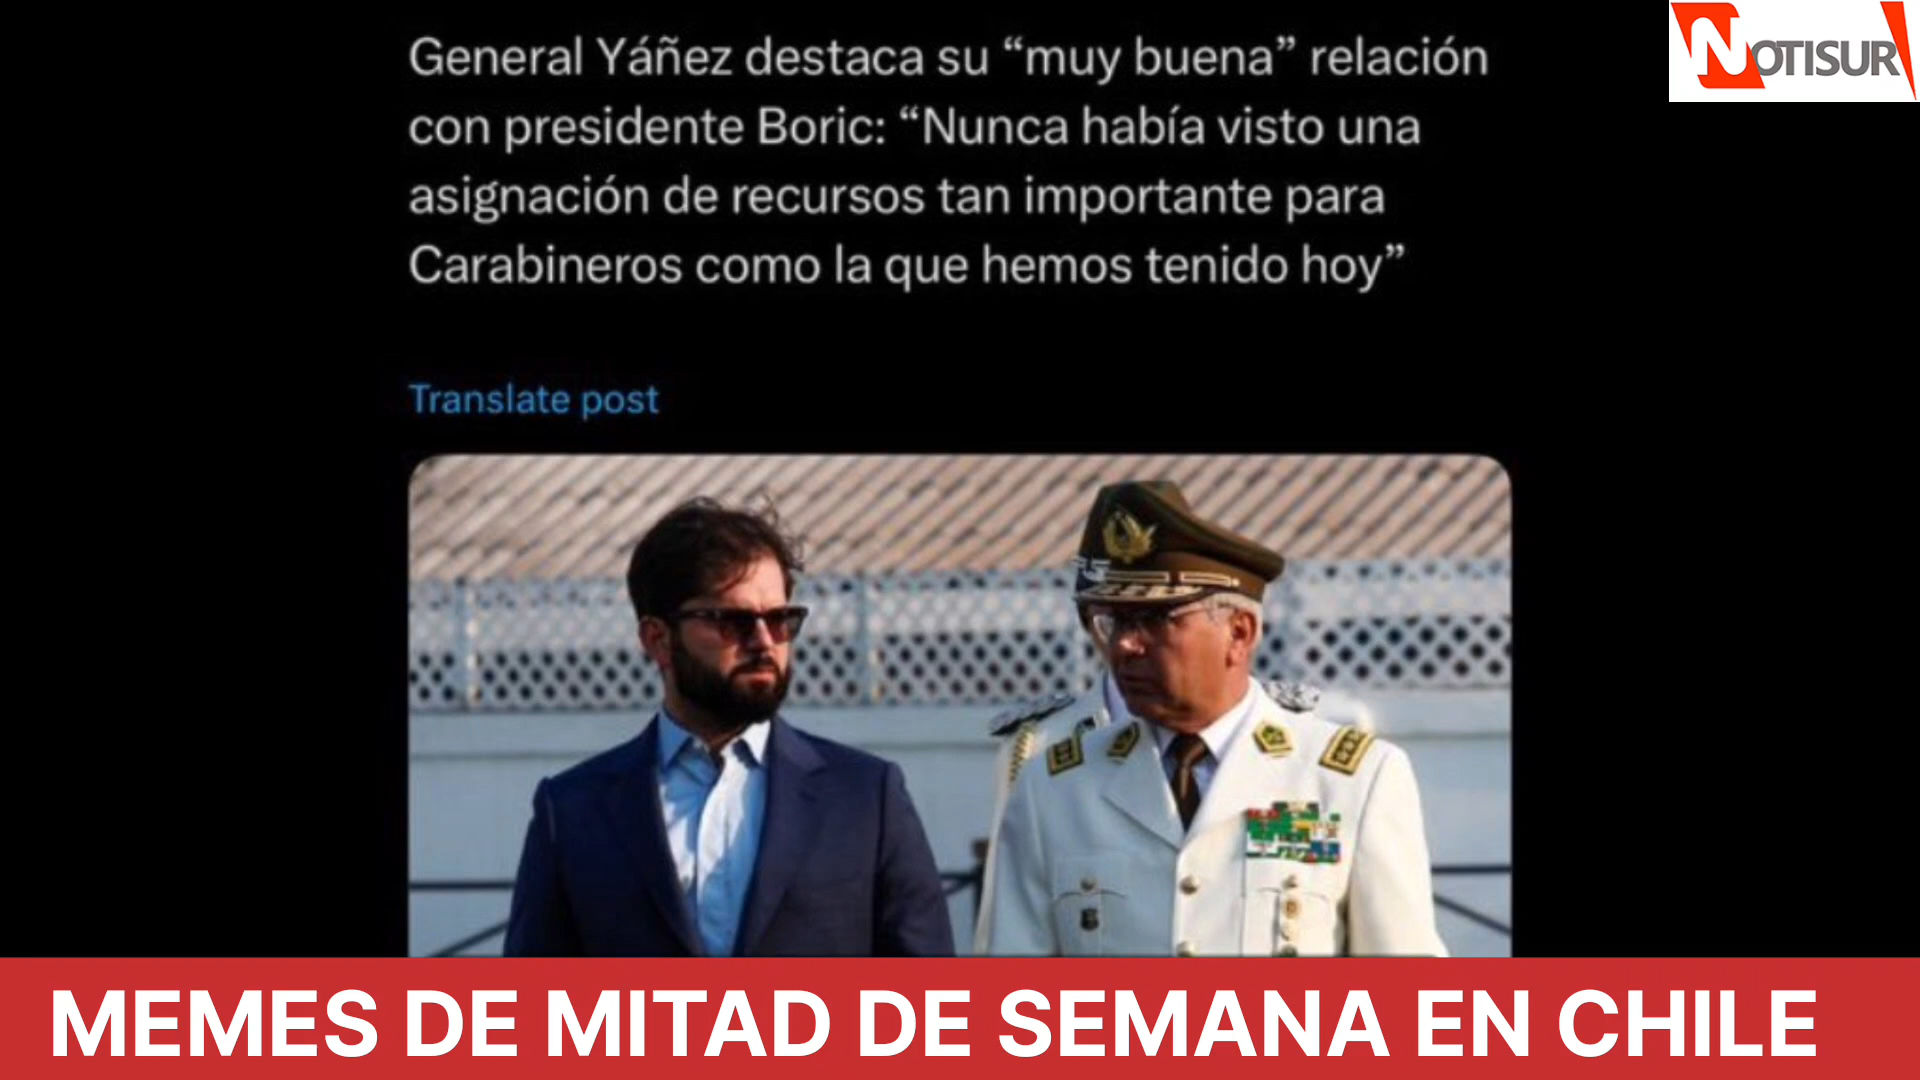 General Yáñez destaca su “muy buena” relación
con presidente Boric: “Nunca había visto una
asignación de recursos tan importante para
Carabineros como la que hemos tenido hoy”
Translate post
NOTISUR
MEMES DE MITAD DE SEMANA EN CHILE